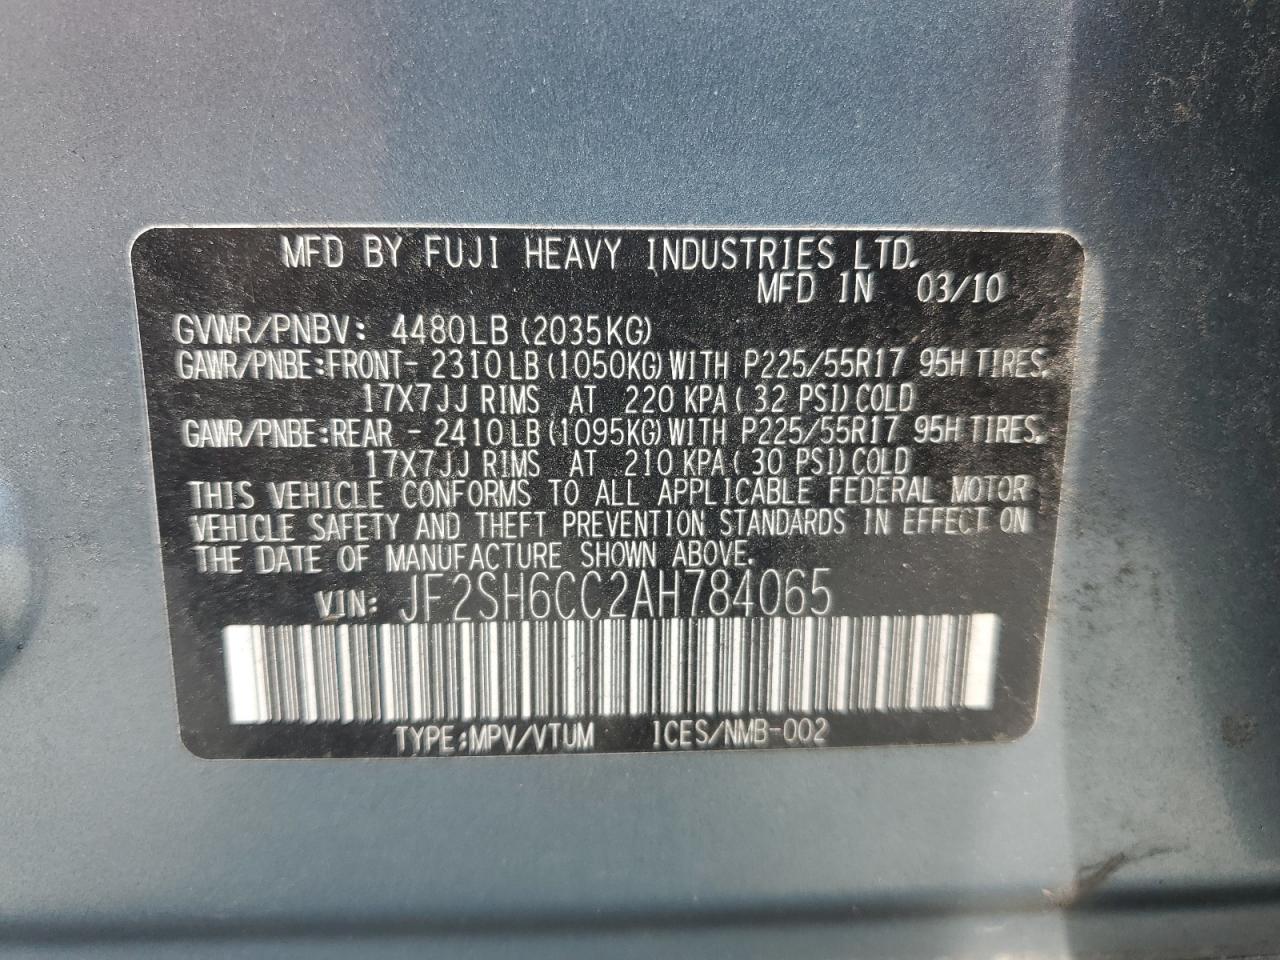 MFD BY FUJI HEAVY INDUSTRIES LTD.
MFD IN 03/10
GVWR/PNBV: 4480LB (2035KG)
GAWR/PNBE:FRONT- 2310LB (1050KG) WITH P225/55R17 95H TIRES,
17X7JJ RIMS AT 220 KPA ( 32 PSI) COLD
GAWR/PNBE:REAR - 2410LB (1095KG) WITH P225/55R17 95H TIRES,
17X7JJ RIMS AT 210 KPA ( 30 PSI) COLD
THIS VEHICLE CONFORMS TO ALL APPLICABLE FEDERAL MOTOR
VEHICLE SAFETY AND THEFT PREVENTION STANDARDS IN EFFECT ON
THE DATE OF MANUFACTURE SHOWN ABOVE.
VIN: JF2SH6CC2AH784065
TYPE:MPV/VTUM ICES/NMB-002